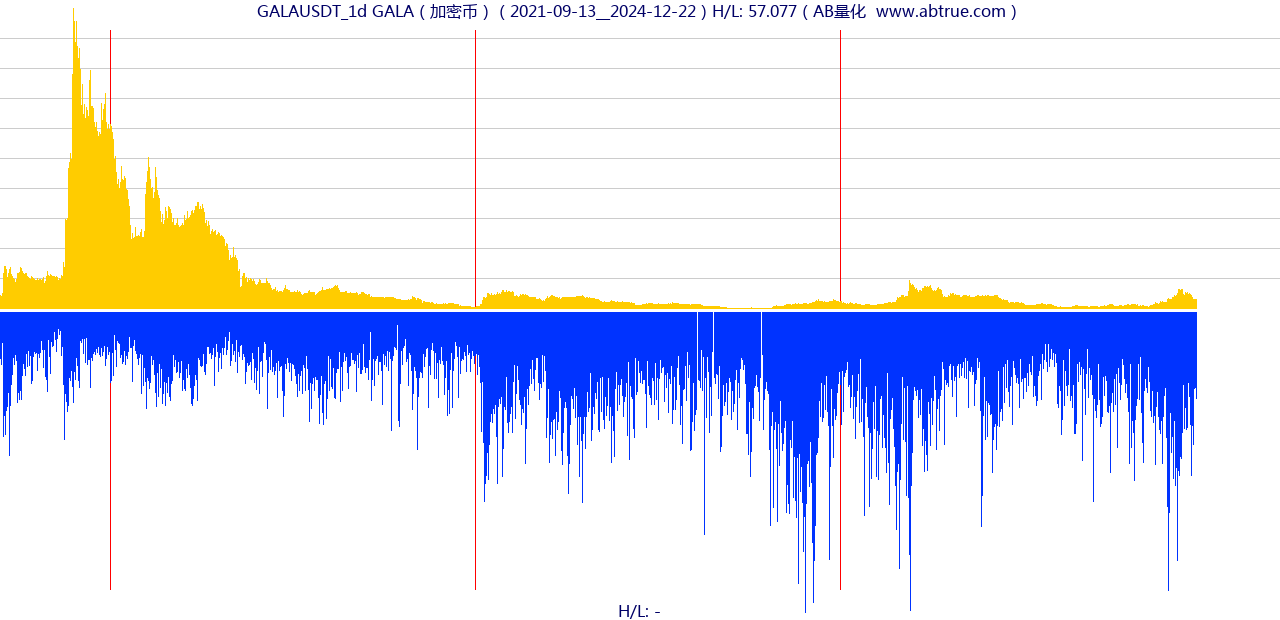 GALAUSDT_1d GALA ( 加密币 ) ( 2021-09-13__2024-12-22 ) H/L: 57.077 ( AB量化  www.abtrue.com )
H/L: -